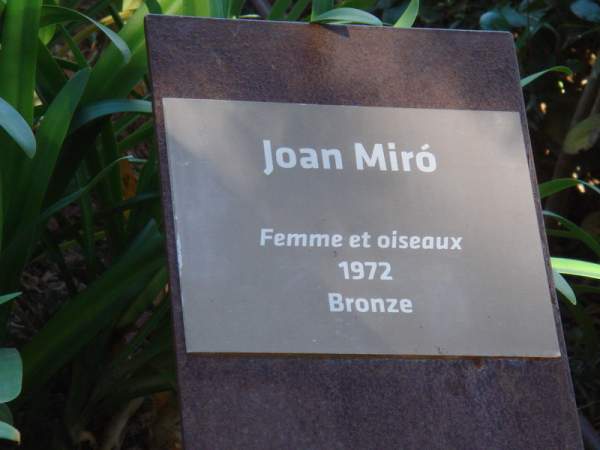 Joan Miró
Femme et oiseaux
1972
Bronze